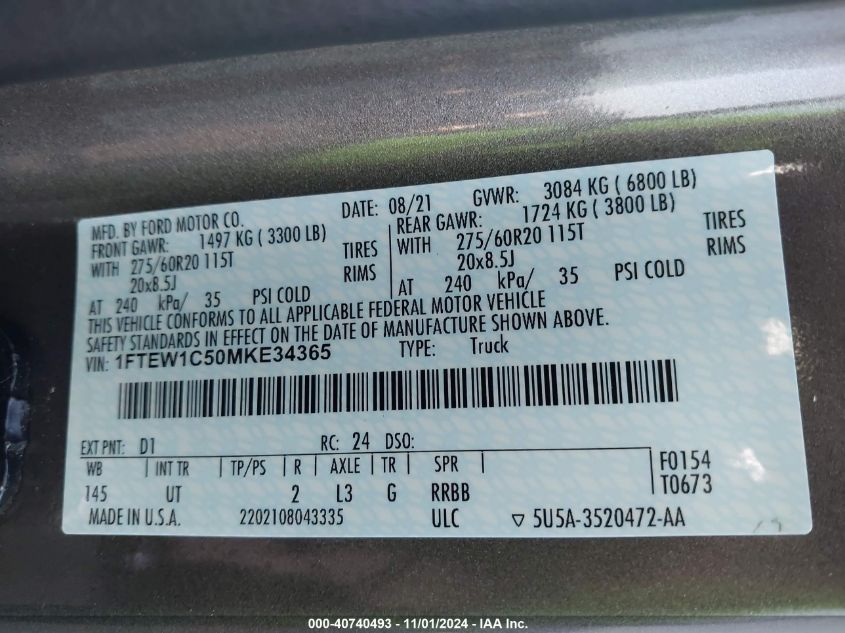 MFD. BY FORD MOTOR CO. DATE: 08/21 GVWR: 3084 KG ( 6800 LB)
FRONT GAWR: 1497 KG ( 3300 LB) REAR GAWR: 1724 KG ( 3800 LB)
WITH 275/60R20 115T TIRES WITH 275/60R20 115T TIRES
20x8.5J RIMS 20x8.5J RIMS
AT 240 kPa/ 35 PSI COLD AT 240 kPa/ 35 PSI COLD
THIS VEHICLE CONFORMS TO ALL APPLICABLE FEDERAL MOTOR VEHICLE
SAFETY STANDARDS IN EFFECT ON THE DATE OF MANUFACTURE SHOWN ABOVE.
VIN: 1FTEW1C50MKE34365 TYPE: Truck
EXT PNT: D1 RC: 24 DSO:
WB INT TR TP/PS R AXLE TR SPR F0154
145 UT 2 L3 G RRBB T0673
MADE IN U.S.A. 2202108043335 ULC ▽ 5U5A-3520472-AA
000-40740493 - 11/01/2024 - IAA Inc.